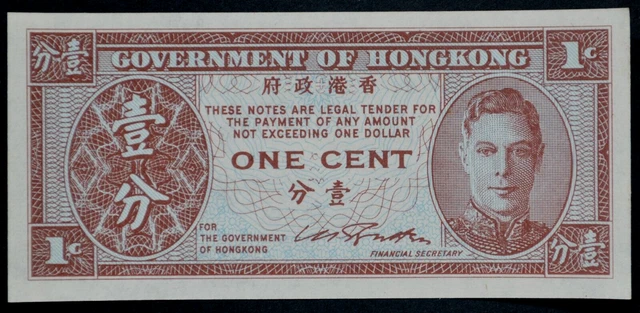 分壹 GOVERNMENT OF HONGKONG 1C
府政港香
THESE NOTES ARE LEGAL TENDER FOR
THE PAYMENT OF ANY AMOUNT
NOT EXCEEDING ONE DOLLAR
ONE CENT
分壹
壹
分
FOR
THE GOVERNMENT
OF HONGKONG
FINANCIAL SECRETARY
1C
分壹